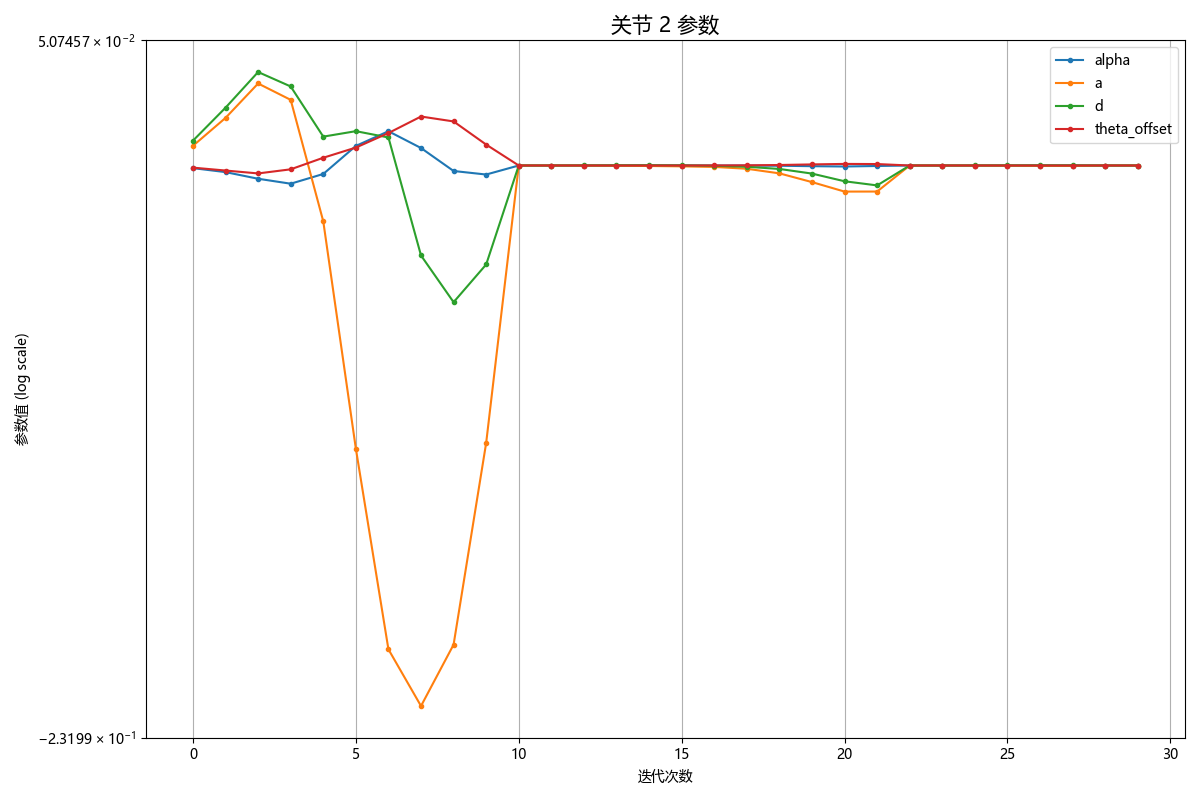 关节 2 参数
5.07457 × 10⁻²
−2.3199 × 10⁻¹
参数值 (log scale)
alpha
a
d
theta_offset
0 5 10 15 20 25 30
迭代次数